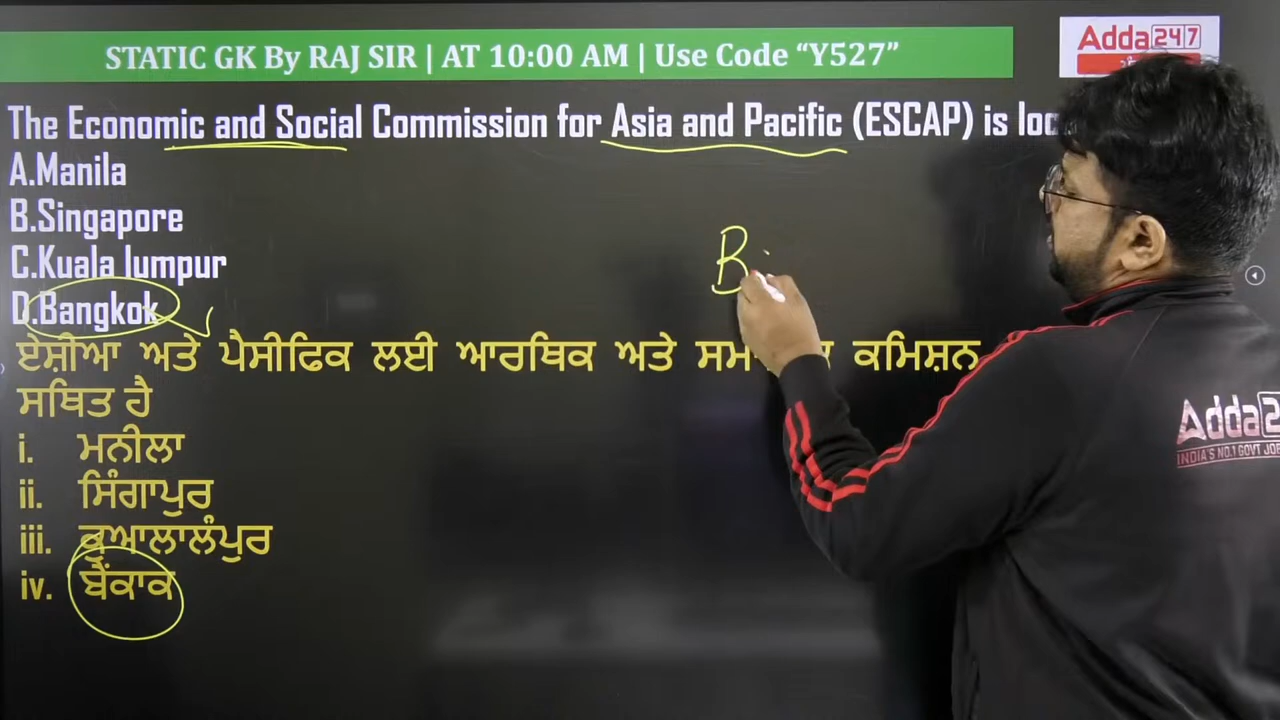 STATIC GK By RAJ SIR | AT 10:00 AM | Use Code “Y527”
Adda247
The Economic and Social Commission for Asia and Pacific (ESCAP) is
A.Manila
B.Singapore
C.Kuala lumpur
D.Bangkok
B
ਏਸ਼ੀਆ ਅਤੇ ਪੈਸੀਫਿਕ ਲਈ ਆਰਥਿਕ ਅਤੇ ਕਮਿਸ਼ਨ
ਸਥਿਤ ਹੈ
i. ਮਨੀਲਾ
ii. ਸਿੰਗਾਪੁਰ
iii. ਕੁਆਲਾਲੰਪੁਰ
iv. ਬੈਂਕਾਕ
Adda2
INDIA'S NO.1 GOVT JOB